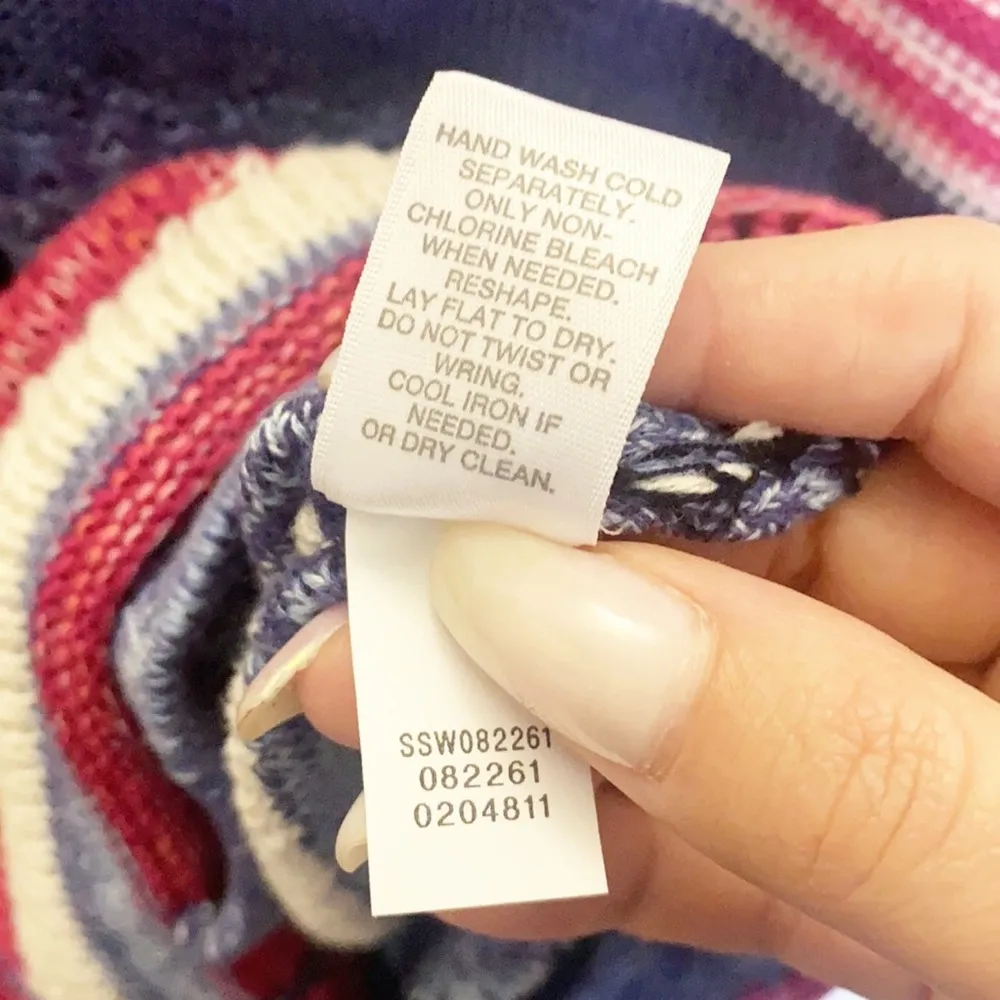 HAND WASH COLD
SEPARATELY.
ONLY NON-
CHLORINE BLEACH
WHEN NEEDED.
RESHAPE.
LAY FLAT TO DRY.
DO NOT TWIST OR
WRING.
COOL IRON IF
NEEDED.
OR DRY CLEAN.
SSW082261
082261
0204811